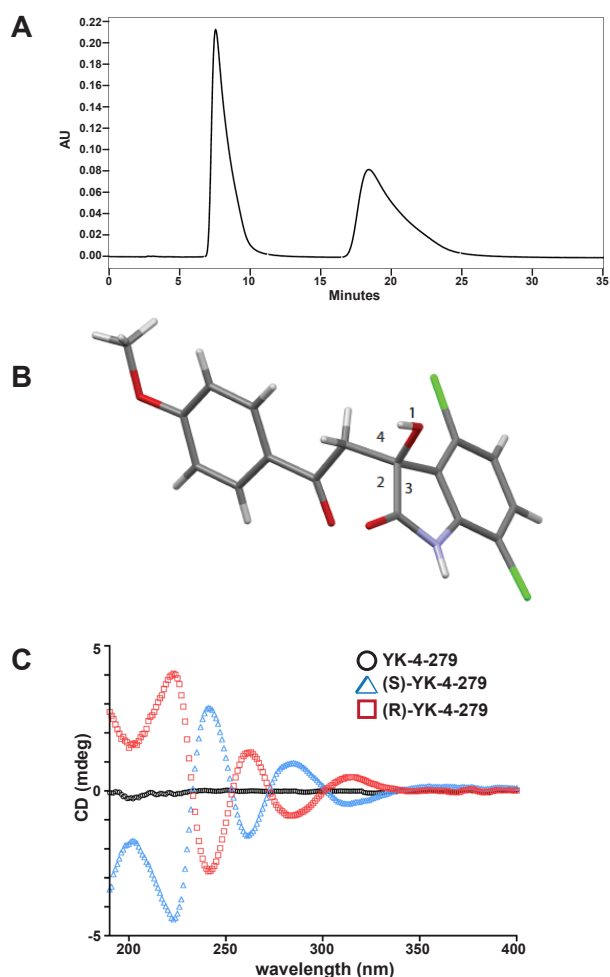 A
0.22
0.20
0.18
0.16
0.14
0.12
0.10
0.08
0.06
0.04
0.02
0.00
AU
0 5 10 15 20 25 30 35
Minutes
B
1
4
2 3
C
YK-4-279
(S)-YK-4-279
(R)-YK-4-279
5
0
-5
CD (mdeg)
200 250 300 350 400
wavelength (nm)